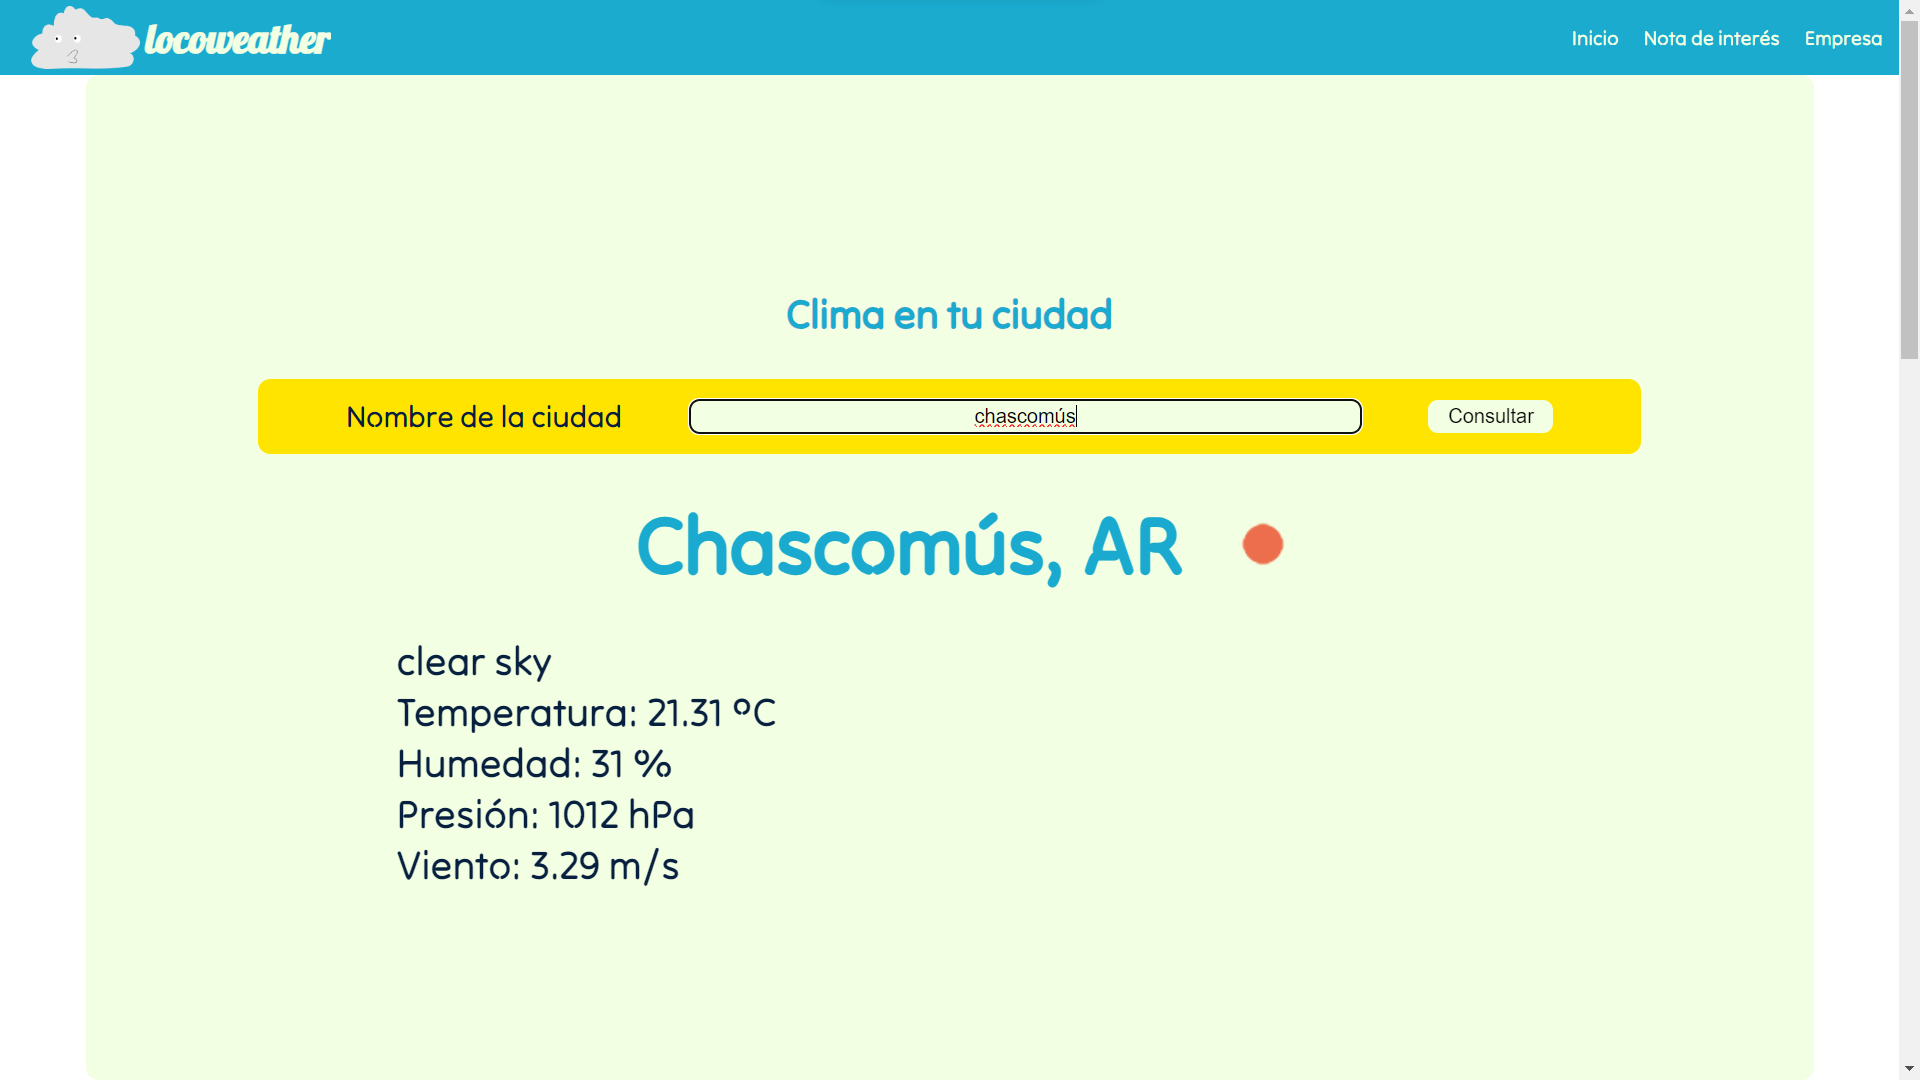 locoweather
Inicio Nota de interés Empresa
Clima en tu ciudad
Nombre de la ciudad chascomús Consultar
Chascomús, AR
clear sky
Temperatura: 21.31 ºC
Humedad: 31 %
Presión: 1012 hPa
Viento: 3.29 m/s